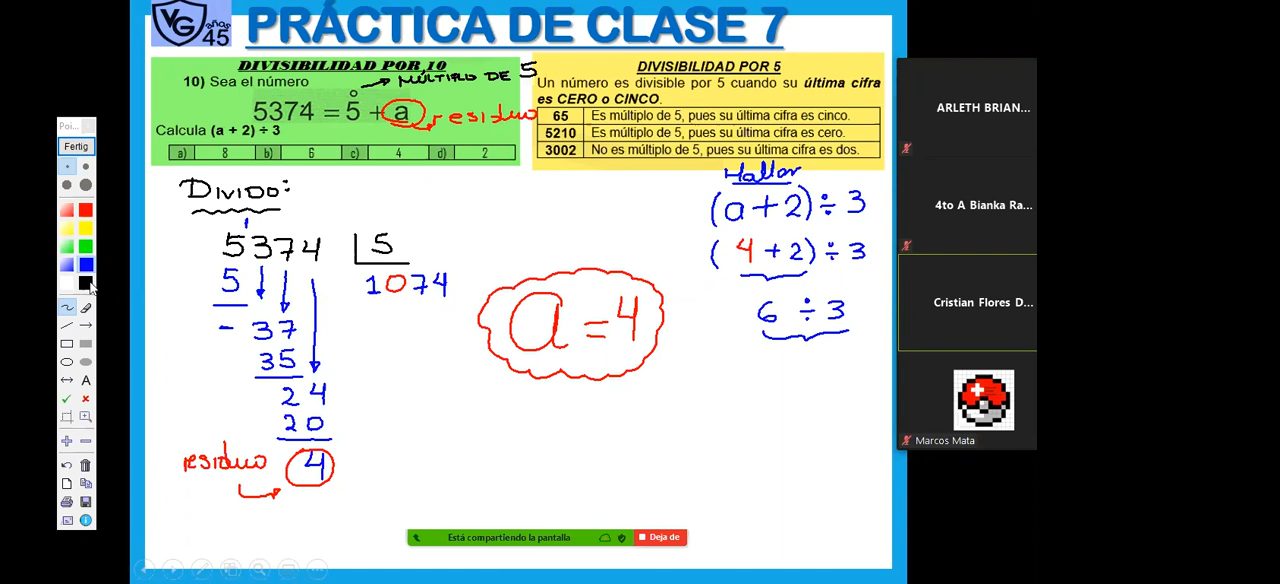 VG
años
45
PRÁCTICA DE CLASE 7
DIVISIBILIDAD POR 10
10) Sea el número
→ MÚLTIPLO DE 5
5374 = 5̊ + a
residuo
Calcula (a + 2) ÷ 3
a) 8 b) 6 c) 4 d) 2
DIVISIBILIDAD POR 5
Un número es divisible por 5 cuando su última cifra
es CERO o CINCO.
65 Es múltiplo de 5, pues su última cifra es cinco.
5210 Es múltiplo de 5, pues su última cifra es cero.
3002 No es múltiplo de 5, pues su última cifra es dos.
DIVIDO:
5374 5
5 1074
- 37
35
24
20
residuo 4
a = 4
Hallar
(a + 2) ÷ 3
(4 + 2) ÷ 3
6 ÷ 3
Poi...
Fertig
A
ARLETH BRIAN...
4to A Bianka Ra...
Cristian Flores D...
Marcos Mata
Está compartiendo la pantalla
Deja de